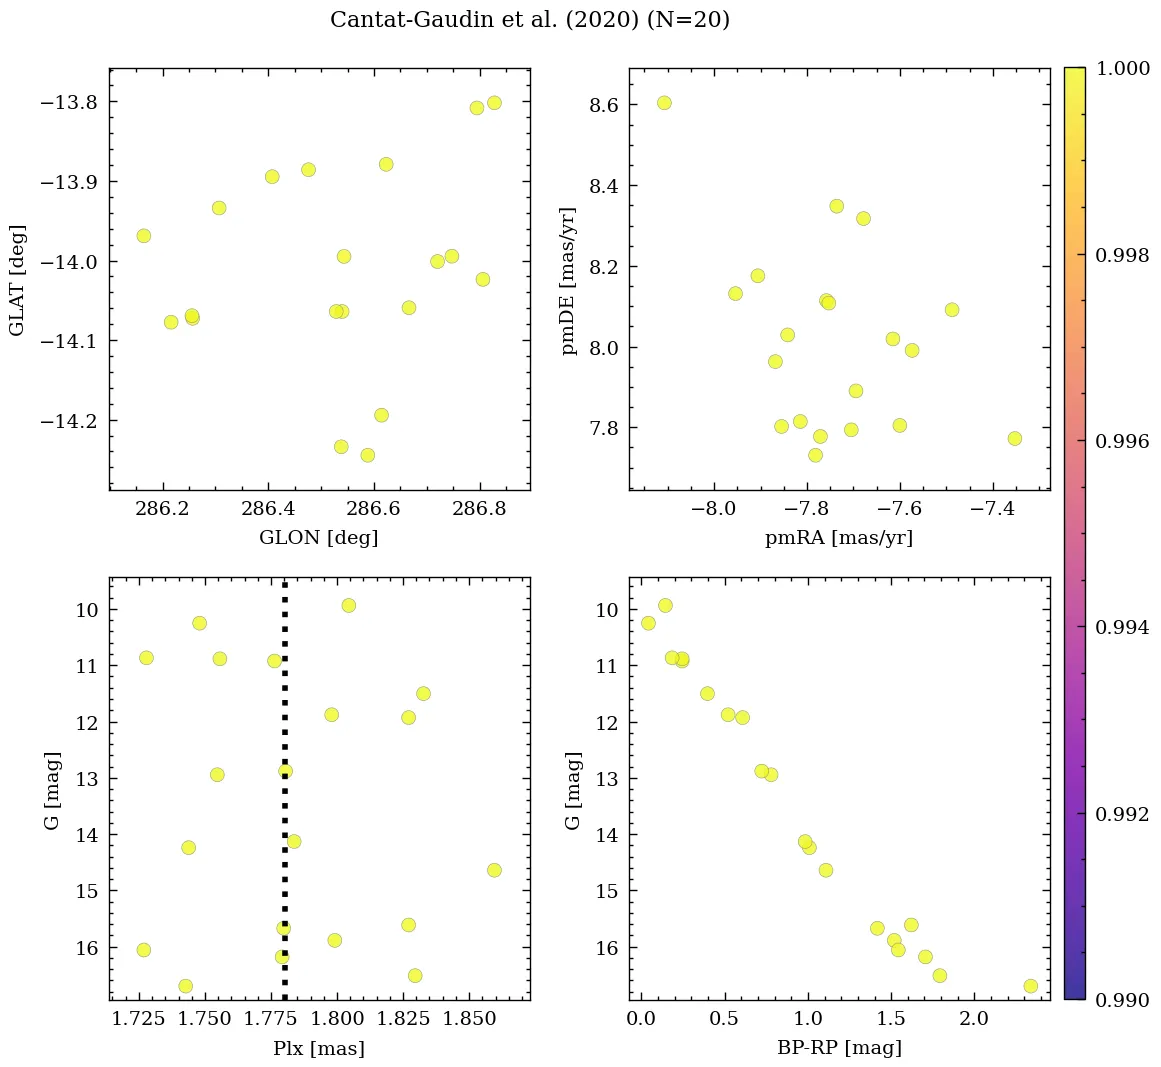 Cantat-Gaudin et al. (2020) (N=20)
−13.8
−13.9
−14.0
−14.1
−14.2
GLAT [deg]
286.2 286.4 286.6 286.8
GLON [deg]
8.6
8.4
8.2
8.0
7.8
pmDE [mas/yr]
−8.0 −7.8 −7.6 −7.4
pmRA [mas/yr]
10
11
12
13
14
15
16
G [mag]
1.725 1.750 1.775 1.800 1.825 1.850
Plx [mas]
10
11
12
13
14
15
16
G [mag]
0.0 0.5 1.0 1.5 2.0
BP-RP [mag]
1.000
0.998
0.996
0.994
0.992
0.990